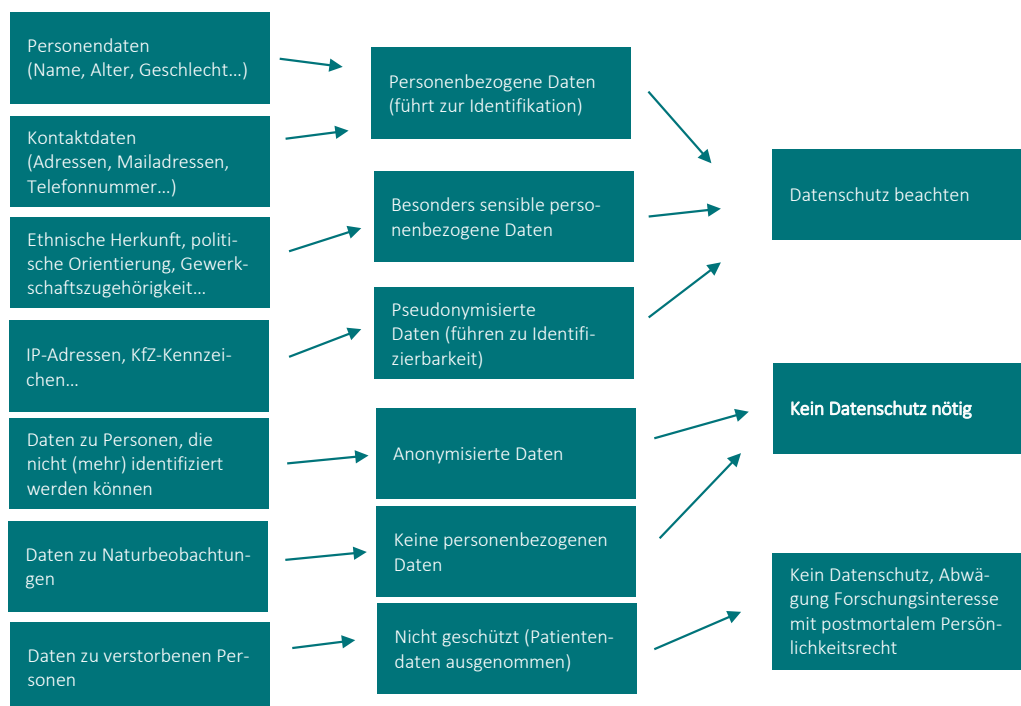 Personendaten
(Name, Alter, Geschlecht…)
Kontaktdaten
(Adressen, Mailadressen,
Telefonnummer…)
Ethnische Herkunft, politi-
sche Orientierung, Gewerk-
schaftszugehörigkeit…
IP-Adressen, KfZ-Kennzei-
chen…
Daten zu Personen, die
nicht (mehr) identifiziert
werden können
Daten zu Naturbeobachtun-
gen
Daten zu verstorbenen Per-
sonen
Personenbezogene Daten
(führt zur Identifikation)
Besonders sensible perso-
nenbezogene Daten
Pseudonymisierte
Daten (führen zu Identifi-
zierbarkeit)
Anonymisierte Daten
Keine personenbezogenen
Daten
Nicht geschützt (Patienten-
daten ausgenommen)
Datenschutz beachten
Kein Datenschutz nötig
Kein Datenschutz, Abwä-
gung Forschungsinteresse
mit postmortalem Persön-
lichkeitsrecht